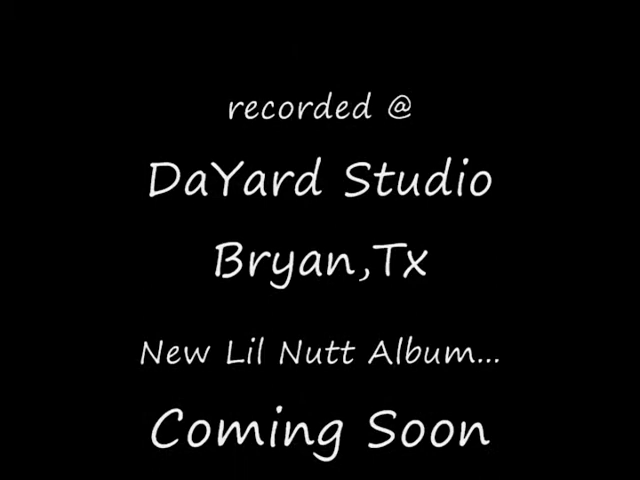 recorded @
DaYard Studio
Bryan,Tx
New Lil Nutt Album...
Coming Soon